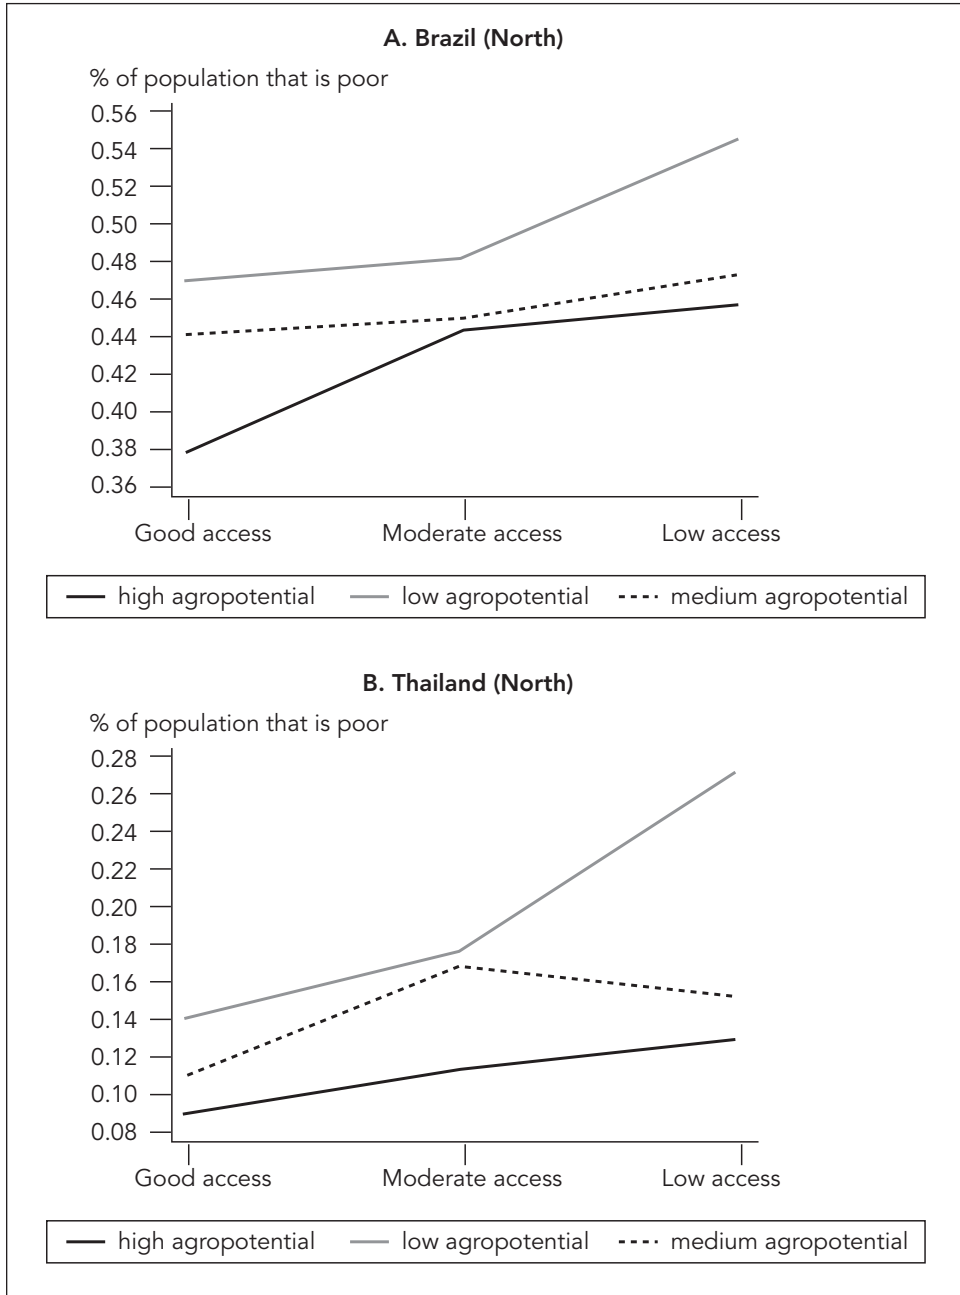 A. Brazil (North)
% of population that is poor
0.56
0.54
0.52
0.50
0.48
0.46
0.44
0.42
0.40
0.38
0.36
Good access Moderate access Low access
high agropotential low agropotential medium agropotential
B. Thailand (North)
% of population that is poor
0.28
0.26
0.24
0.22
0.20
0.18
0.16
0.14
0.12
0.10
0.08
Good access Moderate access Low access
high agropotential low agropotential medium agropotential